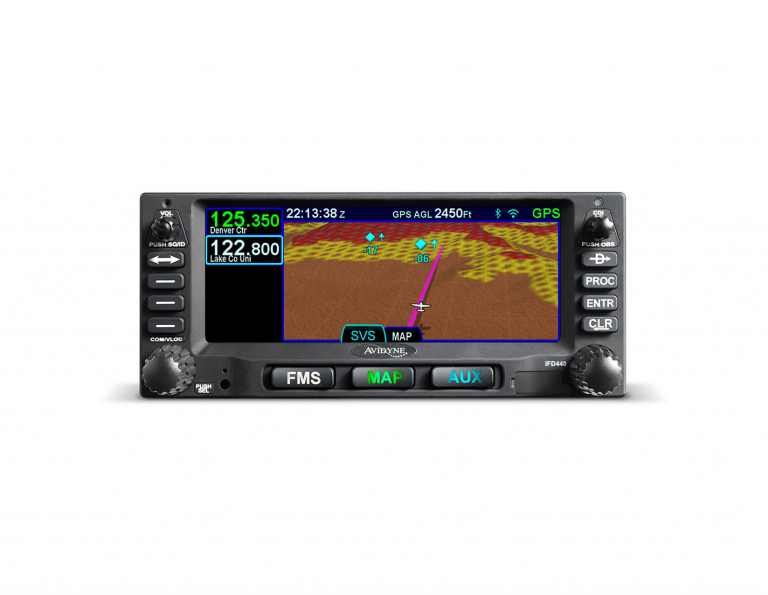 VOL
PUSH SQ/ID
COM/VLOC
PUSH SEL
125.350
Denver Ctr
122.800
Lake Co Uni
22:13:38 Z
GPS AGL 2450Ft
GPS
-17
-06
SVS
MAP
AVIDYNE
FMS
MAP
AUX
CDI
PUSH OBS
D
PROC
ENTR
CLR
IFD440